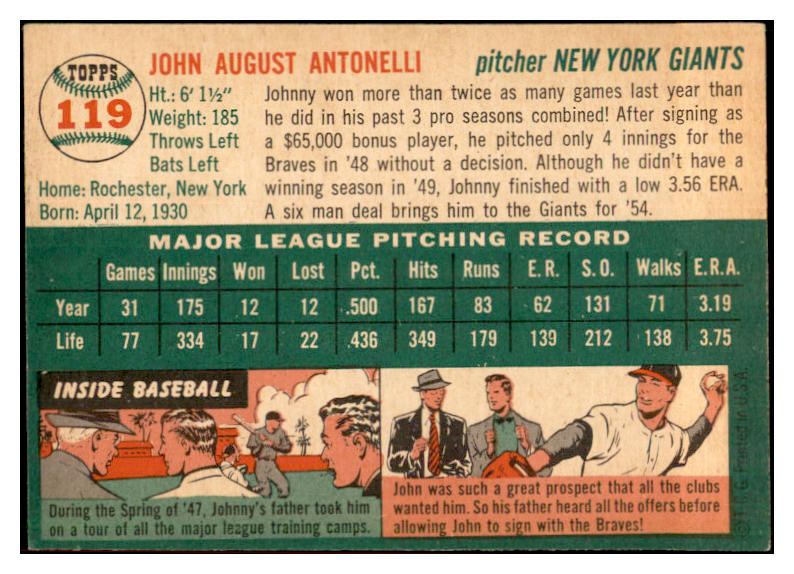 TOPPS
119
JOHN AUGUST ANTONELLI
pitcher NEW YORK GIANTS
Ht.: 6' 1½"
Weight: 185
Throws Left
Bats Left
Home: Rochester, New York
Born: April 12, 1930
Johnny won more than twice as many games last year than
he did in his past 3 pro seasons combined! After signing as
a $65,000 bonus player, he pitched only 4 innings for the
Braves in '48 without a decision. Although he didn't have a
winning season in '49, Johnny finished with a low 3.56 ERA.
A six man deal brings him to the Giants for '54.
MAJOR LEAGUE PITCHING RECORD
Games Innings Won Lost Pct. Hits Runs E.R. S.O. Walks E.R.A.
Year 31 175 12 12 .500 167 83 62 131 71 3.19
Life 77 334 17 22 .436 349 179 139 212 138 3.75
INSIDE BASEBALL
During the Spring of '47, Johnny's father took him
on a tour of all the major league training camps.
John was such a great prospect that all the clubs
wanted him. So his father heard all the offers before
allowing John to sign with the Braves!
© T.C.G. Printed in U.S.A.